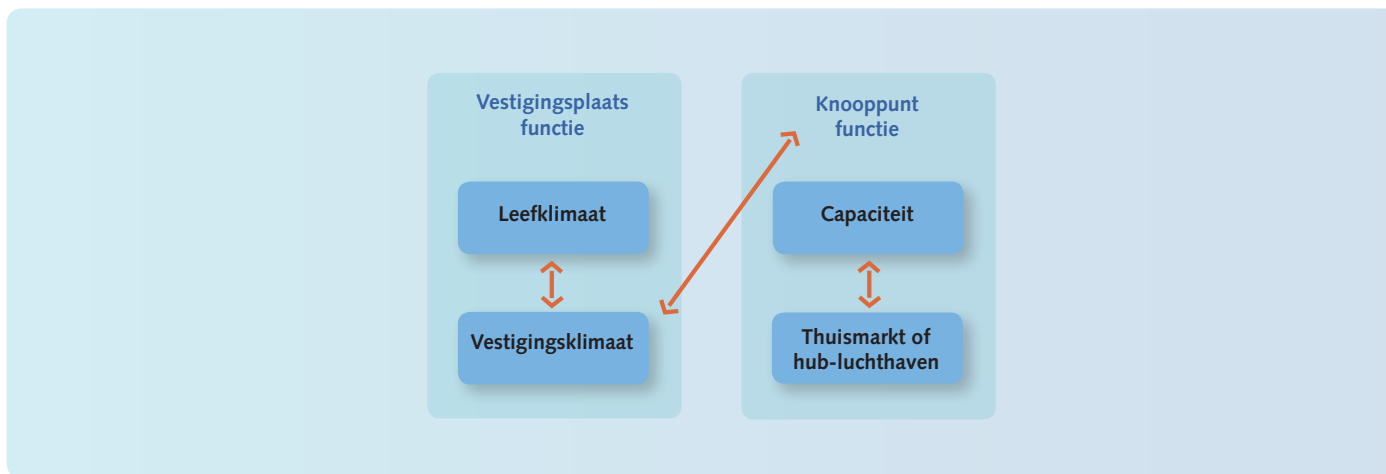 Vestigingsplaats
functie
Leefklimaat
Vestigingsklimaat
Knooppunt
functie
Capaciteit
Thuismarkt of
hub-luchthaven